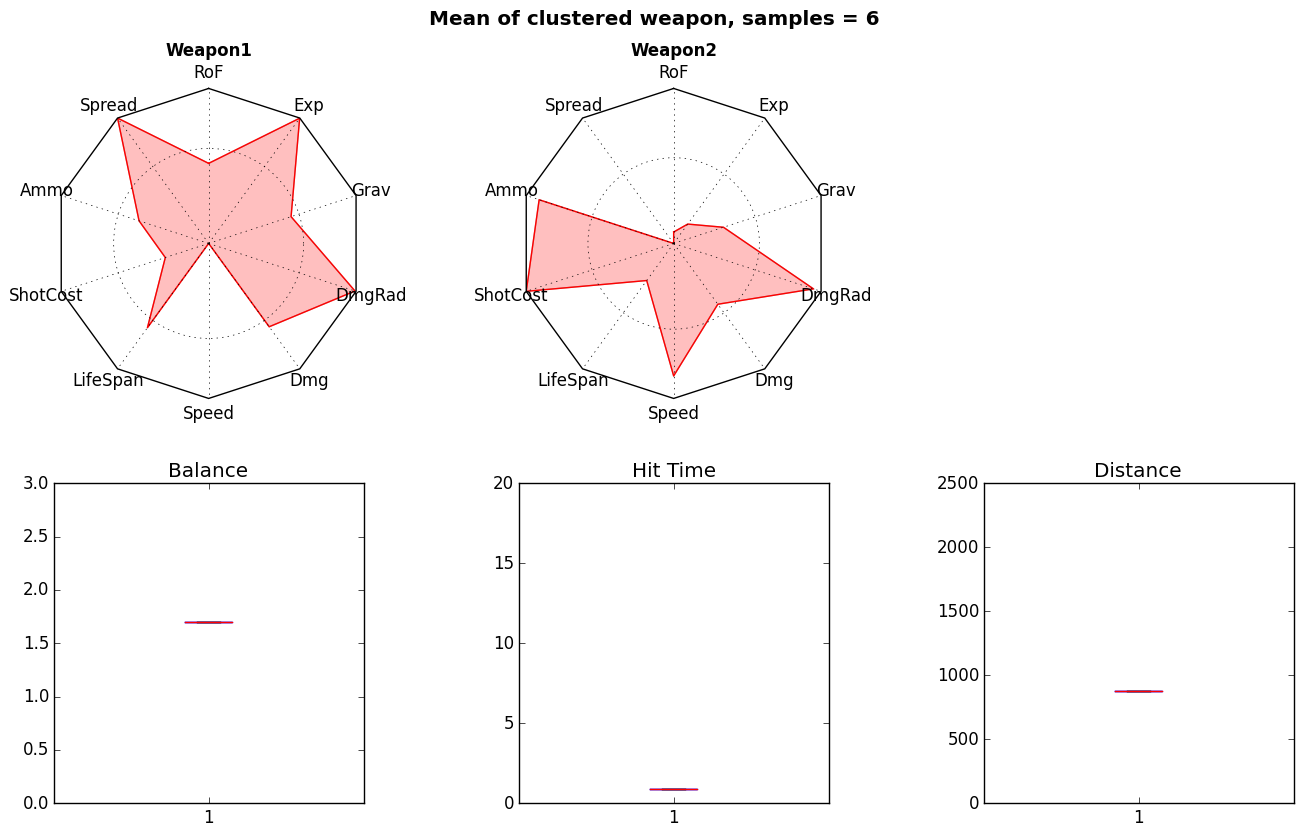 Mean of clustered weapon, samples = 6
Weapon1
RoF
Spread
Exp
Ammo
Grav
ShotCost
DmgRad
LifeSpan
Dmg
Speed
Weapon2
RoF
Spread
Exp
Ammo
Grav
ShotCost
DmgRad
LifeSpan
Dmg
Speed
Balance
3.0
2.5
2.0
1.5
1.0
0.5
0.0
1
Hit Time
20
15
10
5
0
1
Distance
2500
2000
1500
1000
500
0
1